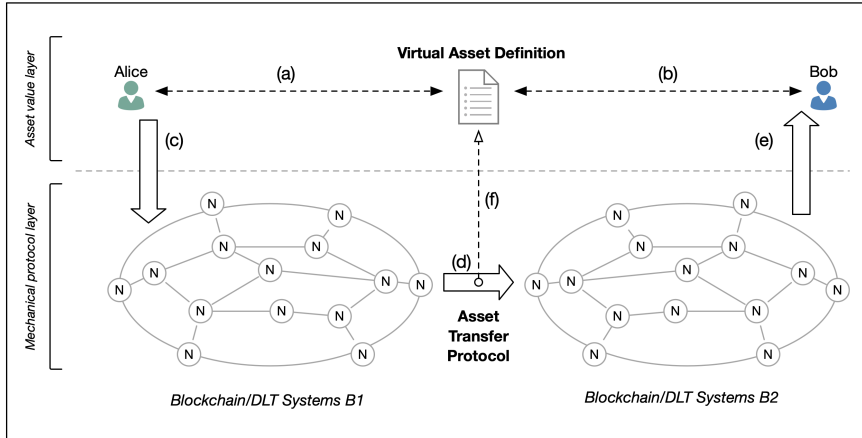 Virtual Asset Definition
Alice
(a)
(b)
Bob
Asset value layer
(c)
(e)
(f)
Mechanical protocol layer
N
N
N
N
N
N
N
N
N
N
N
N
N
N
(d)
Asset
Transfer
Protocol
N
N
N
N
N
N
N
N
N
N
N
N
N
N
Blockchain/DLT Systems B1
Blockchain/DLT Systems B2